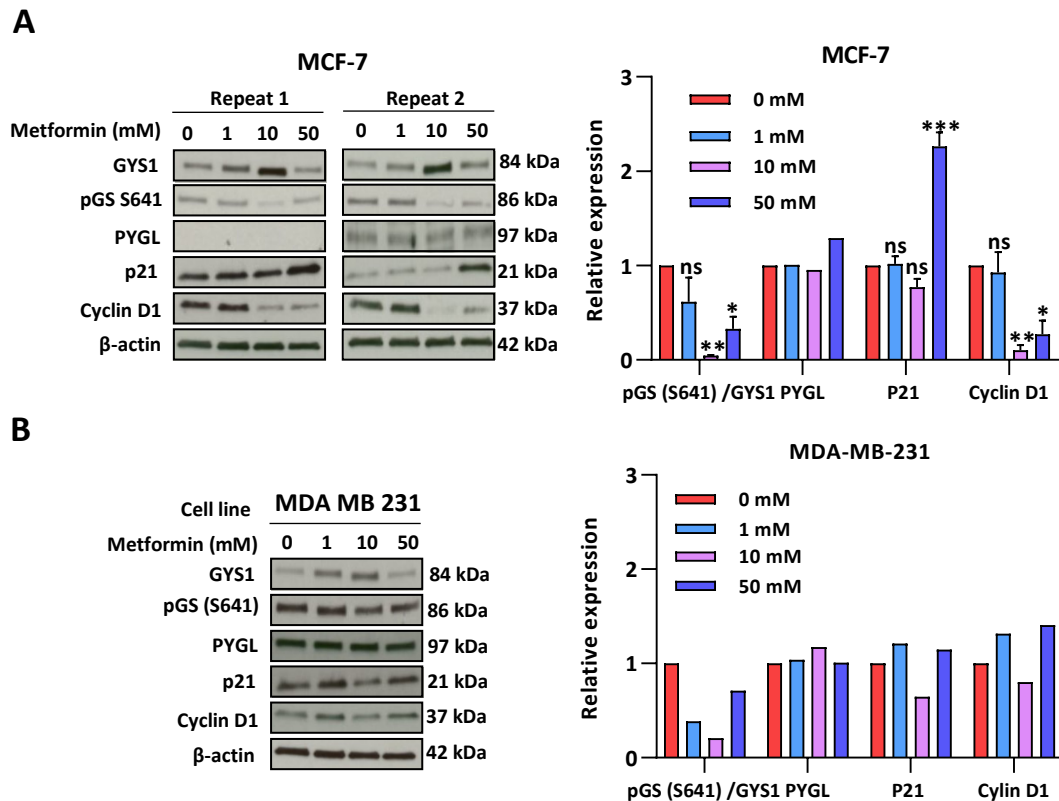 A
MCF-7
Repeat 1 Repeat 2
Metformin (mM) 0 1 10 50 0 1 10 50
GYS1 84 kDa
pGS S641 86 kDa
PYGL 97 kDa
p21 21 kDa
Cyclin D1 37 kDa
β-actin 42 kDa
MCF-7
Relative expression
3
2
1
0
0 mM
1 mM
10 mM
50 mM
ns ** * ns ns *** ns ** *
pGS (S641) /GYS1 PYGL P21 Cyclin D1
B
Cell line MDA MB 231
Metformin (mM) 0 1 10 50
GYS1 84 kDa
pGS (S641) 86 kDa
PYGL 97 kDa
p21 21 kDa
Cyclin D1 37 kDa
β-actin 42 kDa
MDA-MB-231
Relative expression
3
2
1
0
0 mM
1 mM
10 mM
50 mM
pGS (S641) /GYS1 PYGL P21 Cylin D1